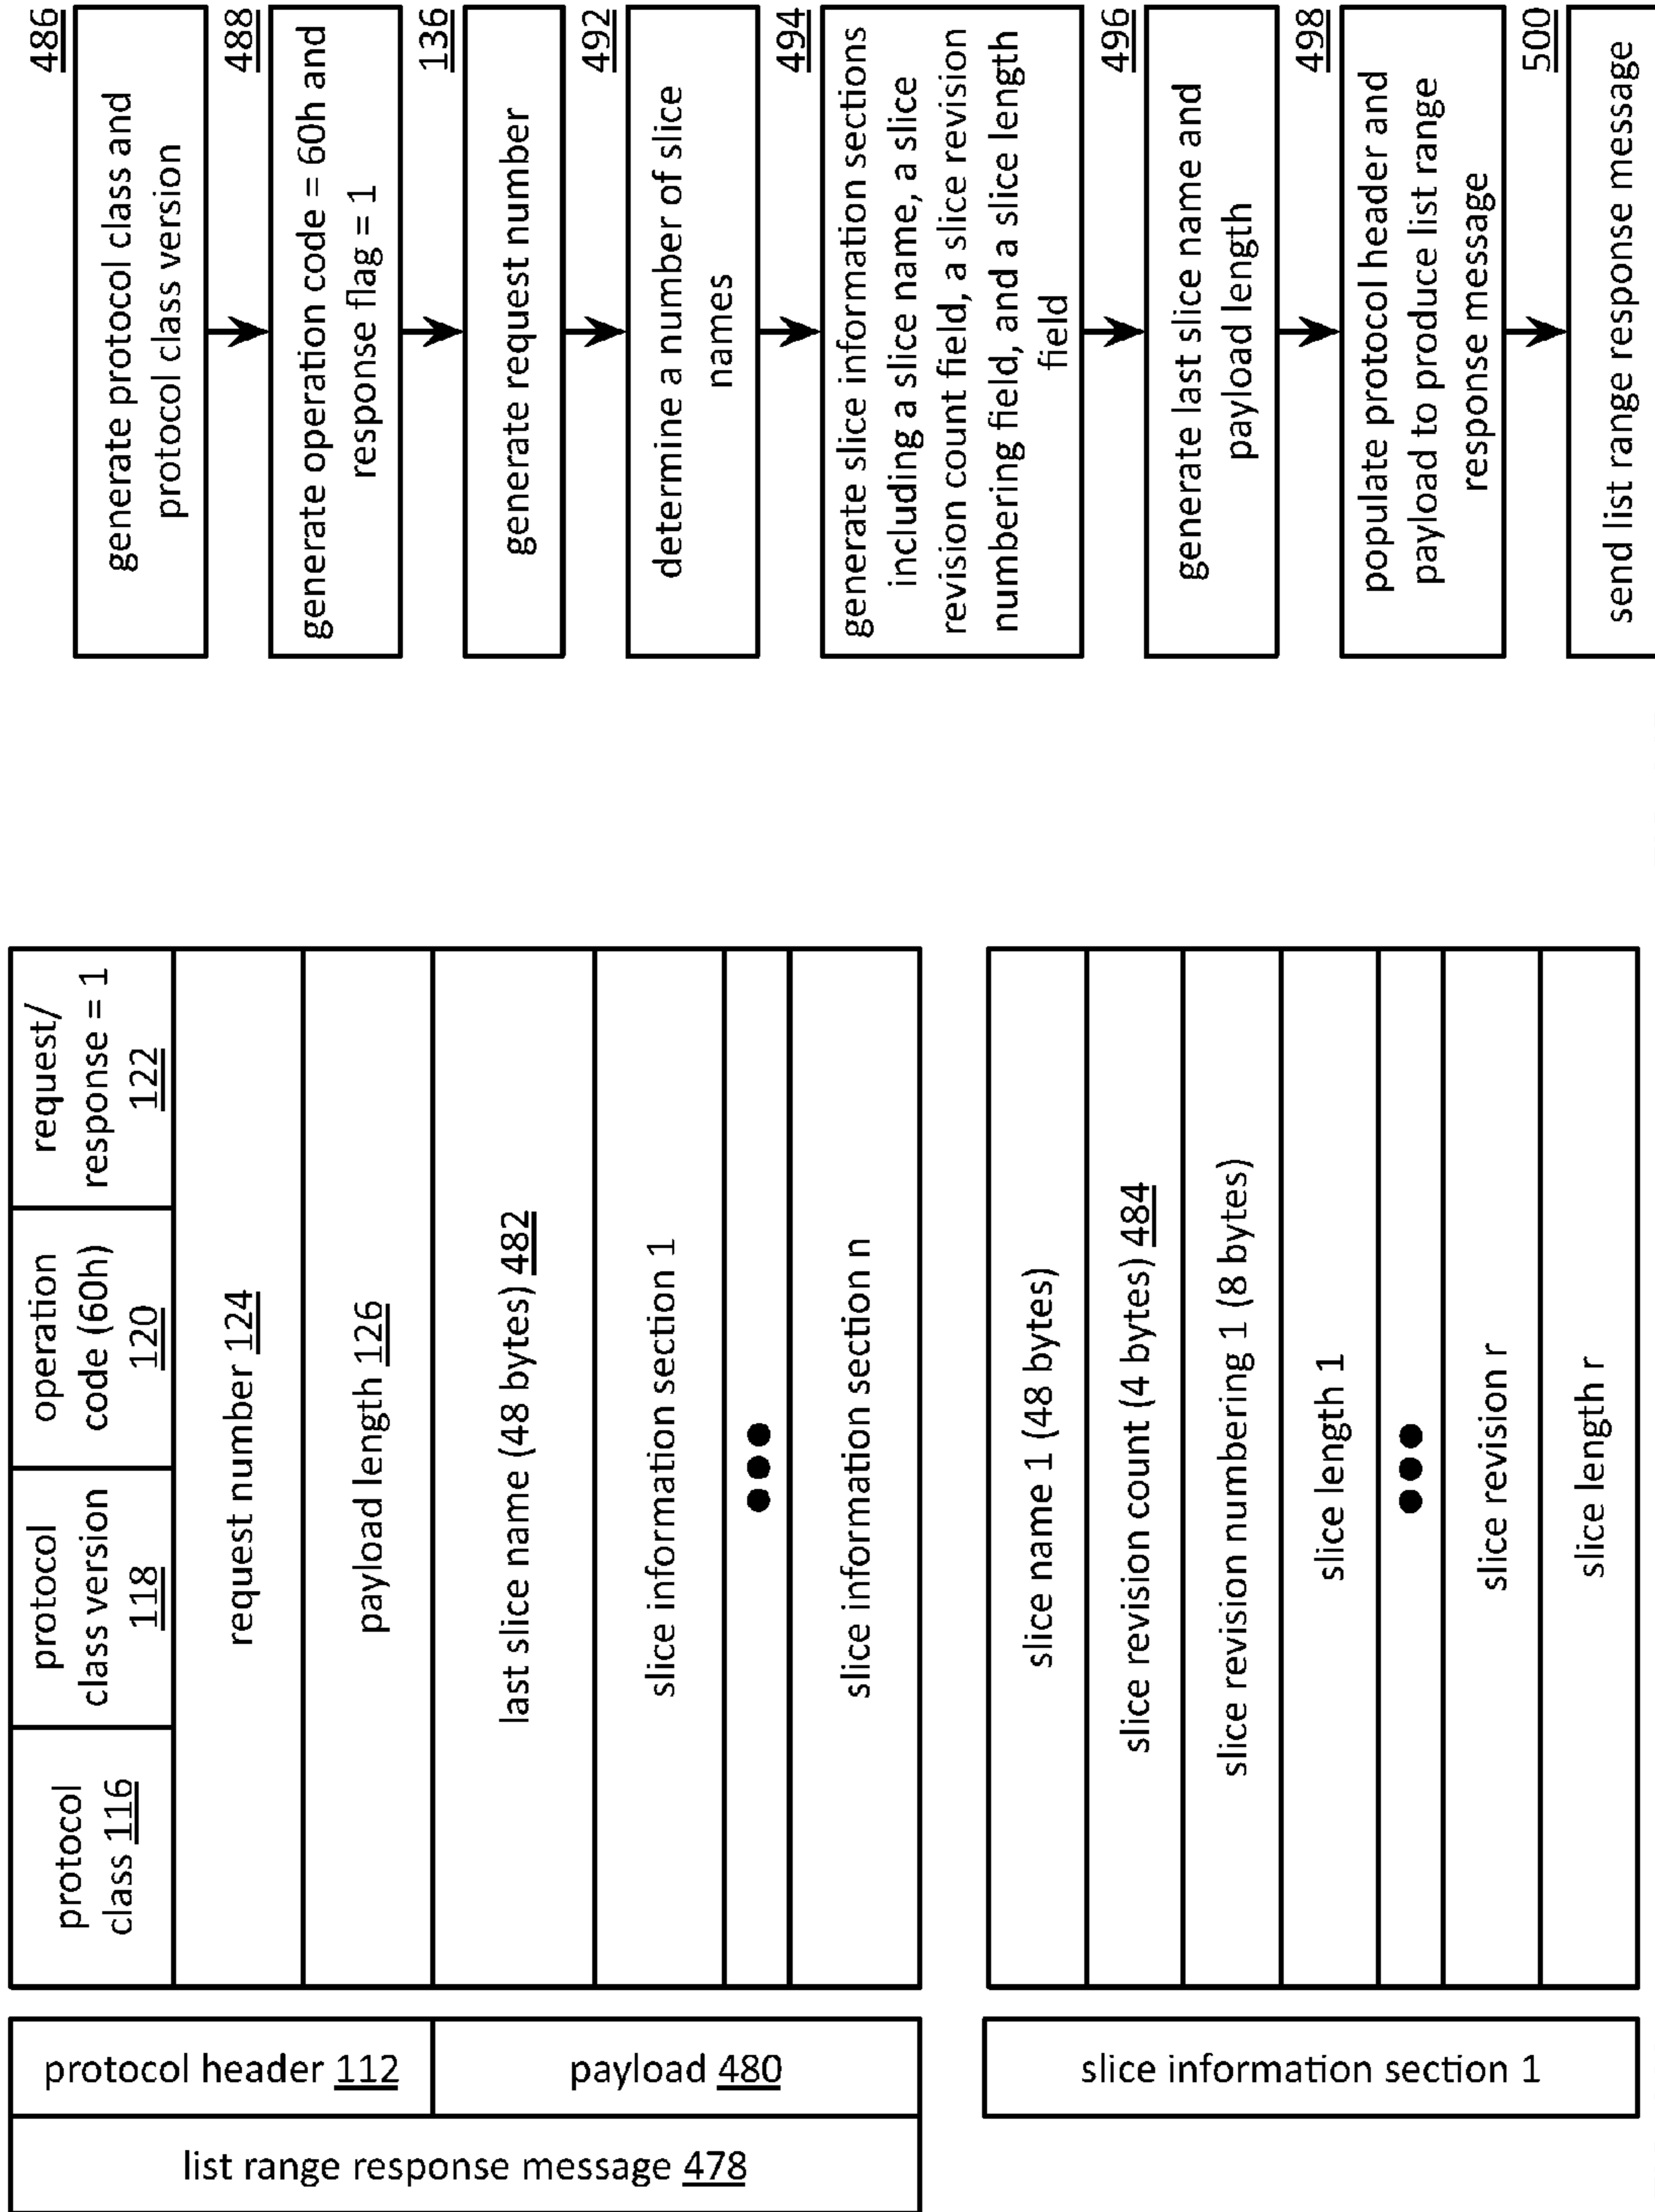 list range response message 478
protocol header 112
payload 480
protocol
class 116
protocol
class version
118
operation
code (60h)
120
request/
response = 1
122
request number 124
payload length 126
last slice name (48 bytes) 482
slice information section 1
slice information section n
slice information section 1
slice name 1 (48 bytes)
slice revision count (4 bytes) 484
slice revision numbering 1 (8 bytes)
slice length 1
slice revision r
slice length r
486
generate protocol class and
protocol class version
488
generate operation code = 60h and
response flag = 1
136
generate request number
492
determine a number of slice
names
494
generate slice information sections
including a slice name, a slice
revision count field, a slice revision
numbering field, and a slice length
field
496
generate last slice name and
payload length
498
populate protocol header and
payload to produce list range
response message
500
send list range response message